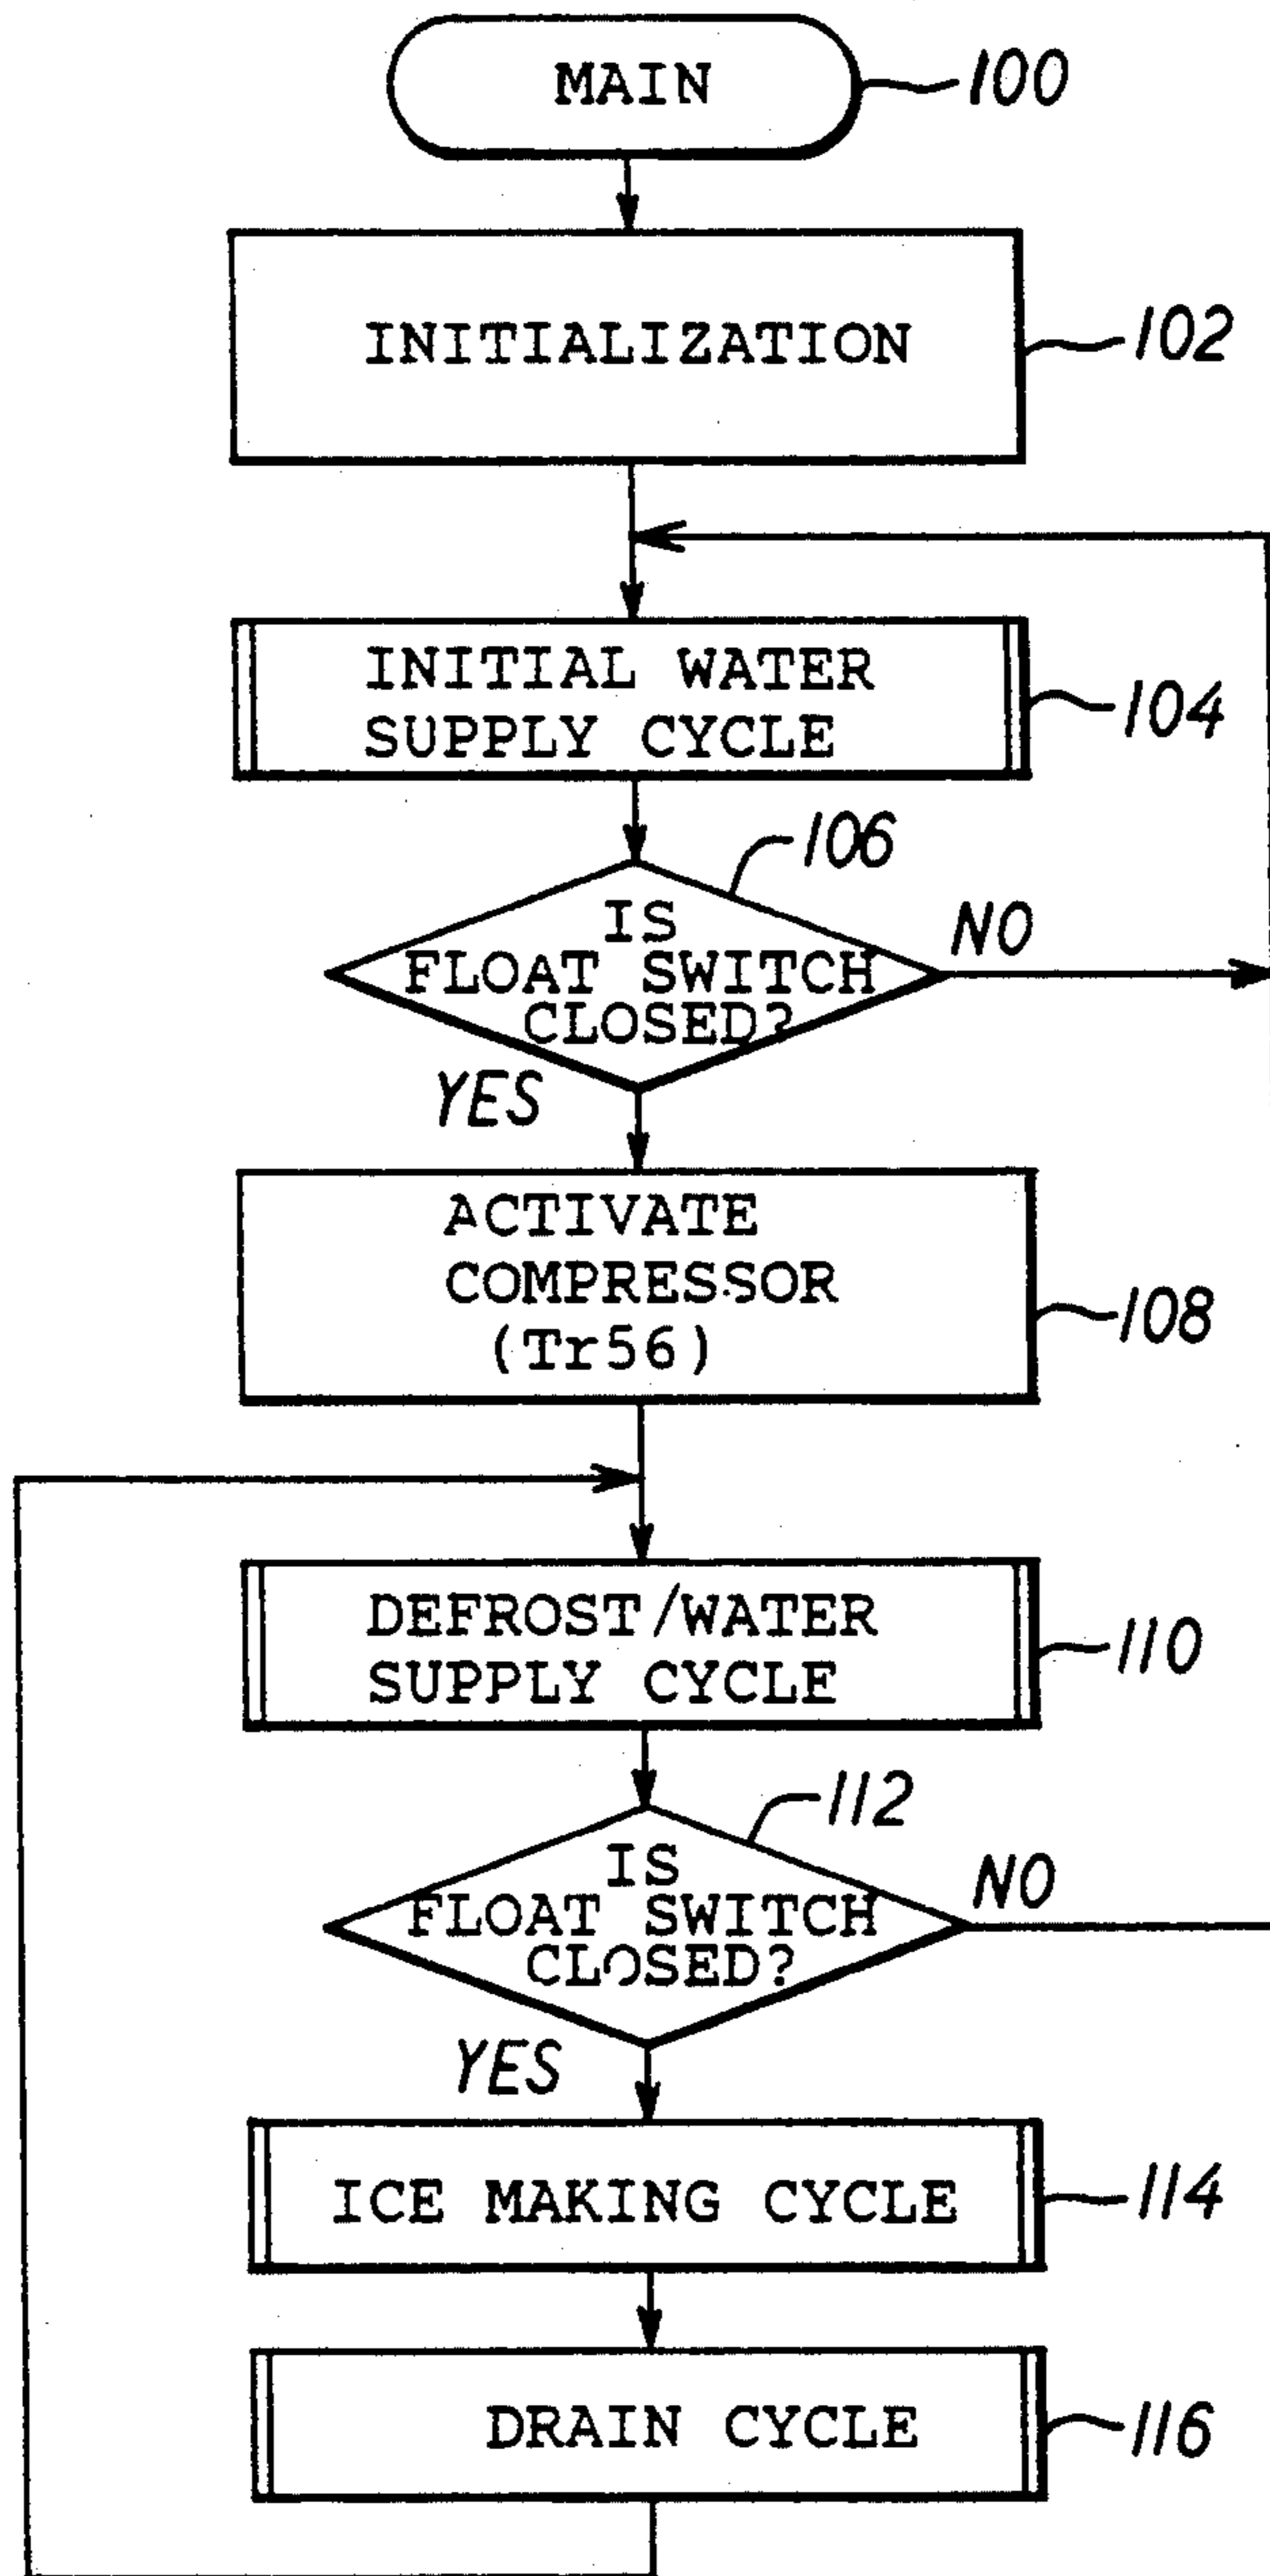 MAIN
100
INITIALIZATION
102
INITIAL WATER
SUPPLY CYCLE
104
106
IS
FLOAT SWITCH
CLOSED?
NO
YES
ACTIVATE
COMPRESSOR
(Tr56)
108
DEFROST/WATER
SUPPLY CYCLE
110
112
IS
FLOAT SWITCH
CLOSED?
NO
YES
ICE MAKING CYCLE
114
DRAIN CYCLE
116